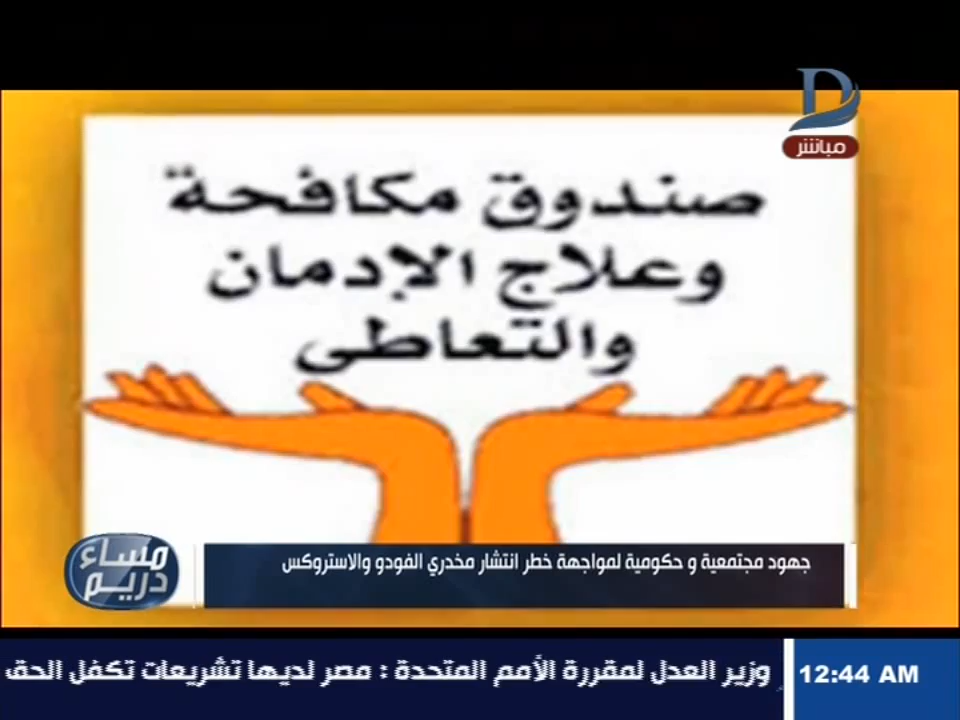 مباشر
صندوق مكافحة
وعلاج الإدمان
والتعاطى
مساء
دريم
جهود مجتمعية و حكومية لمواجهة خطر انتشار مخدري الفودو والاستروكس
وزير العدل لمقررة الأمم المتحدة : مصر لديها تشريعات تكفل الحق
12:44 AM